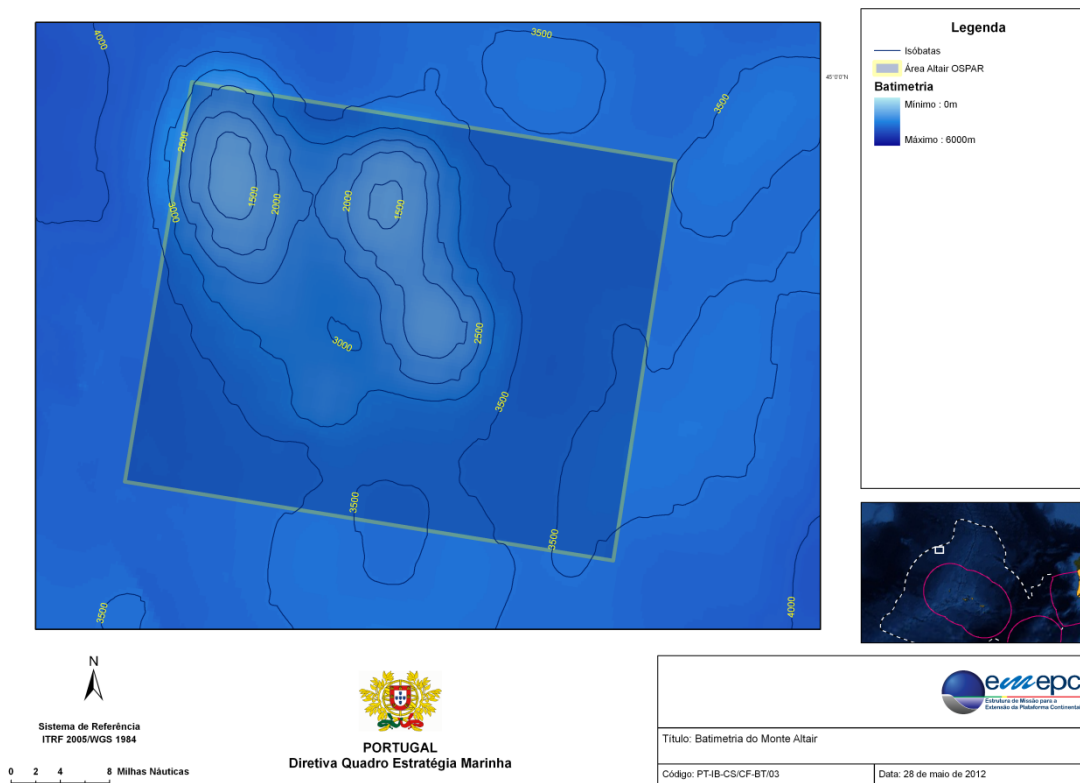 4000
3500
45°0'0"N
3500
2500
1500
2000
2000
1500
3000
3000
2500
3500
3500
3500
3500
4000
Legenda
Isóbatas
Área Altair OSPAR
Batimetria
Mínimo : 0m
Máximo : 6000m
N
Sistema de Referência
ITRF 2005/WGS 1984
0 2 4 8 Milhas Náuticas
PORTUGAL
Diretiva Quadro Estratégia Marinha
emepc
Estrutura de Missão para a
Extensão da Plataforma Continental
Título: Batimetria do Monte Altair
Código: PT-IB-CS/CF-BT/03
Data: 28 de maio de 2012